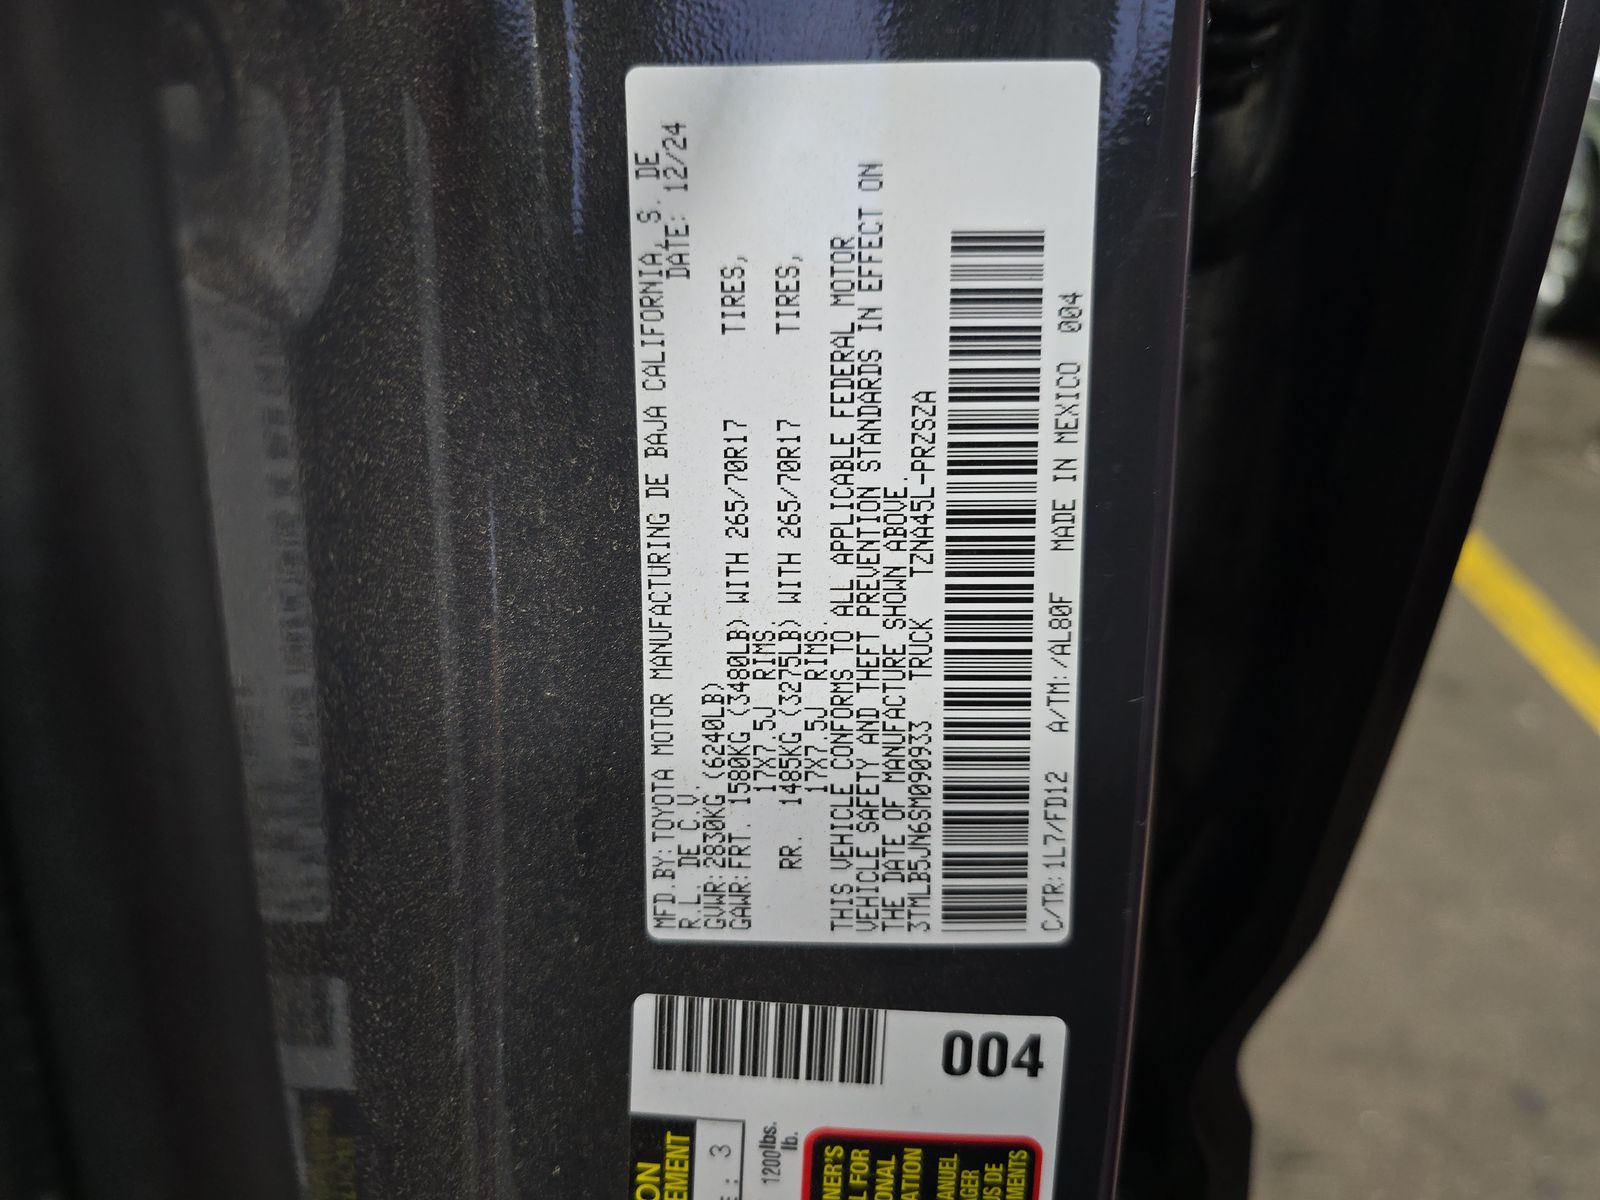 MFD.BY:TOYOTA MOTOR MANUFACTURING DE BAJA CALIFORNIA, S. DE
R.L. DE C.V. DATE: 12/24
GVWR:2830KG (6240LB)
GAWR:FRT. 1580KG (3480LB) WITH 265/70R17 TIRES,
17X7.5J RIMS.
RR. 1485KG (3275LB) WITH 265/70R17 TIRES,
17X7.5J RIMS.
THIS VEHICLE CONFORMS TO ALL APPLICABLE FEDERAL MOTOR
VEHICLE SAFETY AND THEFT PREVENTION STANDARDS IN EFFECT ON
THE DATE OF MANUFACTURE SHOWN ABOVE.
3TMLB5JN6SM090933 TRUCK TZNA45L-PRZSZA
C/TR:1L7/FD12 A/TM:/AL80F MADE IN MEXICO 004
004
3
1200lbs.
lb.